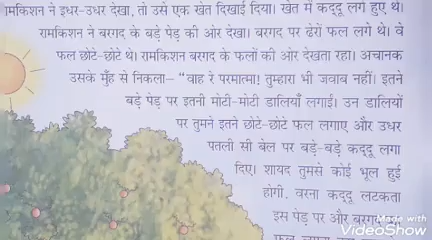 ामकिशन ने इधर-उधर देखा, तो उसे एक खेत दिखाई दिया। खेत में कद्दू लगे हुए थे।
रामकिशन ने बरगद के बड़े पेड़ की ओर देखा। बरगद पर ढेरों फल लगे थे। वे
फल छोटे-छोटे थे। रामकिशन बरगद के फलों की ओर देखता रहा। अचानक
उसके मुँह से निकला– “वाह रे परमात्मा! तुम्हारा भी जवाब नहीं। इतने
बड़े पेड़ पर इतनी मोटी-मोटी डालियाँ लगाईं। उन डालियों
पर तुमने इतने छोटे-छोटे फल लगाए और उधर
पतली सी बेल पर बड़े-बड़े कद्दू लगा
दिए। शायद तुमसे कोई भूल हुई
होगी, वरना कद्दू लटकता
इस पेड़ पर और बरगद
Made With
VideoShow